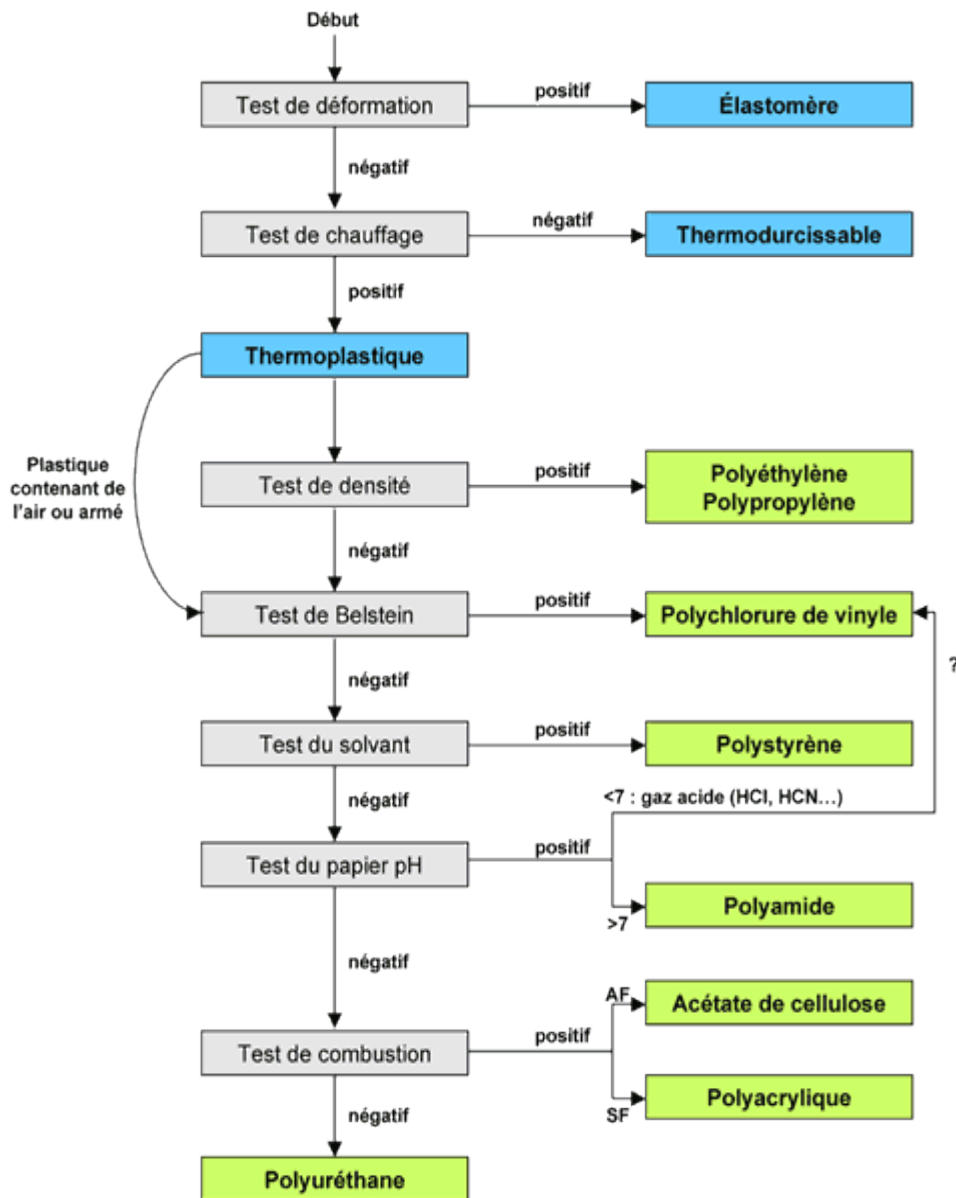 Début
Test de déformation
positif
Élastomère
négatif
Test de chauffage
négatif
Thermodurcissable
positif
Thermoplastique
Plastique
contenant de
l'air ou armé
Test de densité
positif
Polyéthylène
Polypropylène
négatif
Test de Belstein
positif
Polychlorure de vinyle
?
négatif
Test du solvant
positif
Polystyrène
négatif
<7 : gaz acide (HCl, HCN...)
Test du papier pH
positif
Polyamide
>7
négatif
AF
Acétate de cellulose
Test de combustion
positif
Polyacrylique
SF
négatif
Polyuréthane